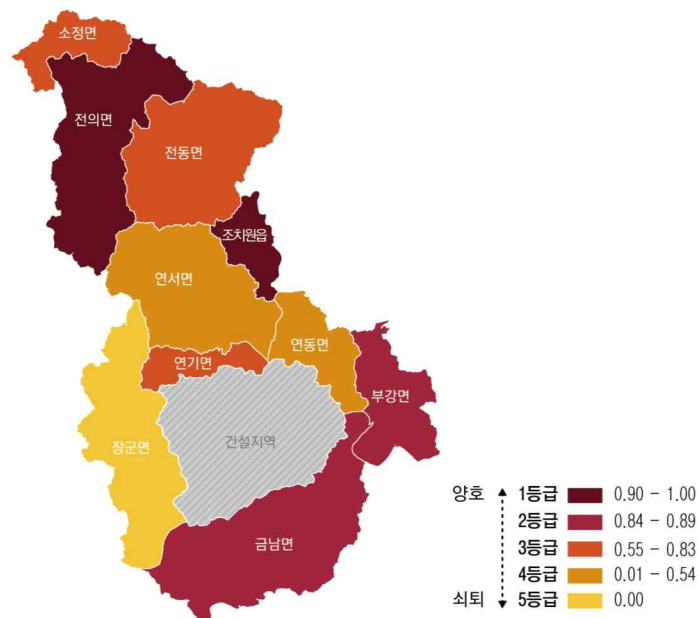 소정면
전의면
전동면
조치원읍
연서면
연동면
연기면
부강면
장군면
건설지역
금남면
양호 1등급 0.90 - 1.00
2등급 0.84 - 0.89
3등급 0.55 - 0.83
4등급 0.01 - 0.54
쇠퇴 5등급 0.00